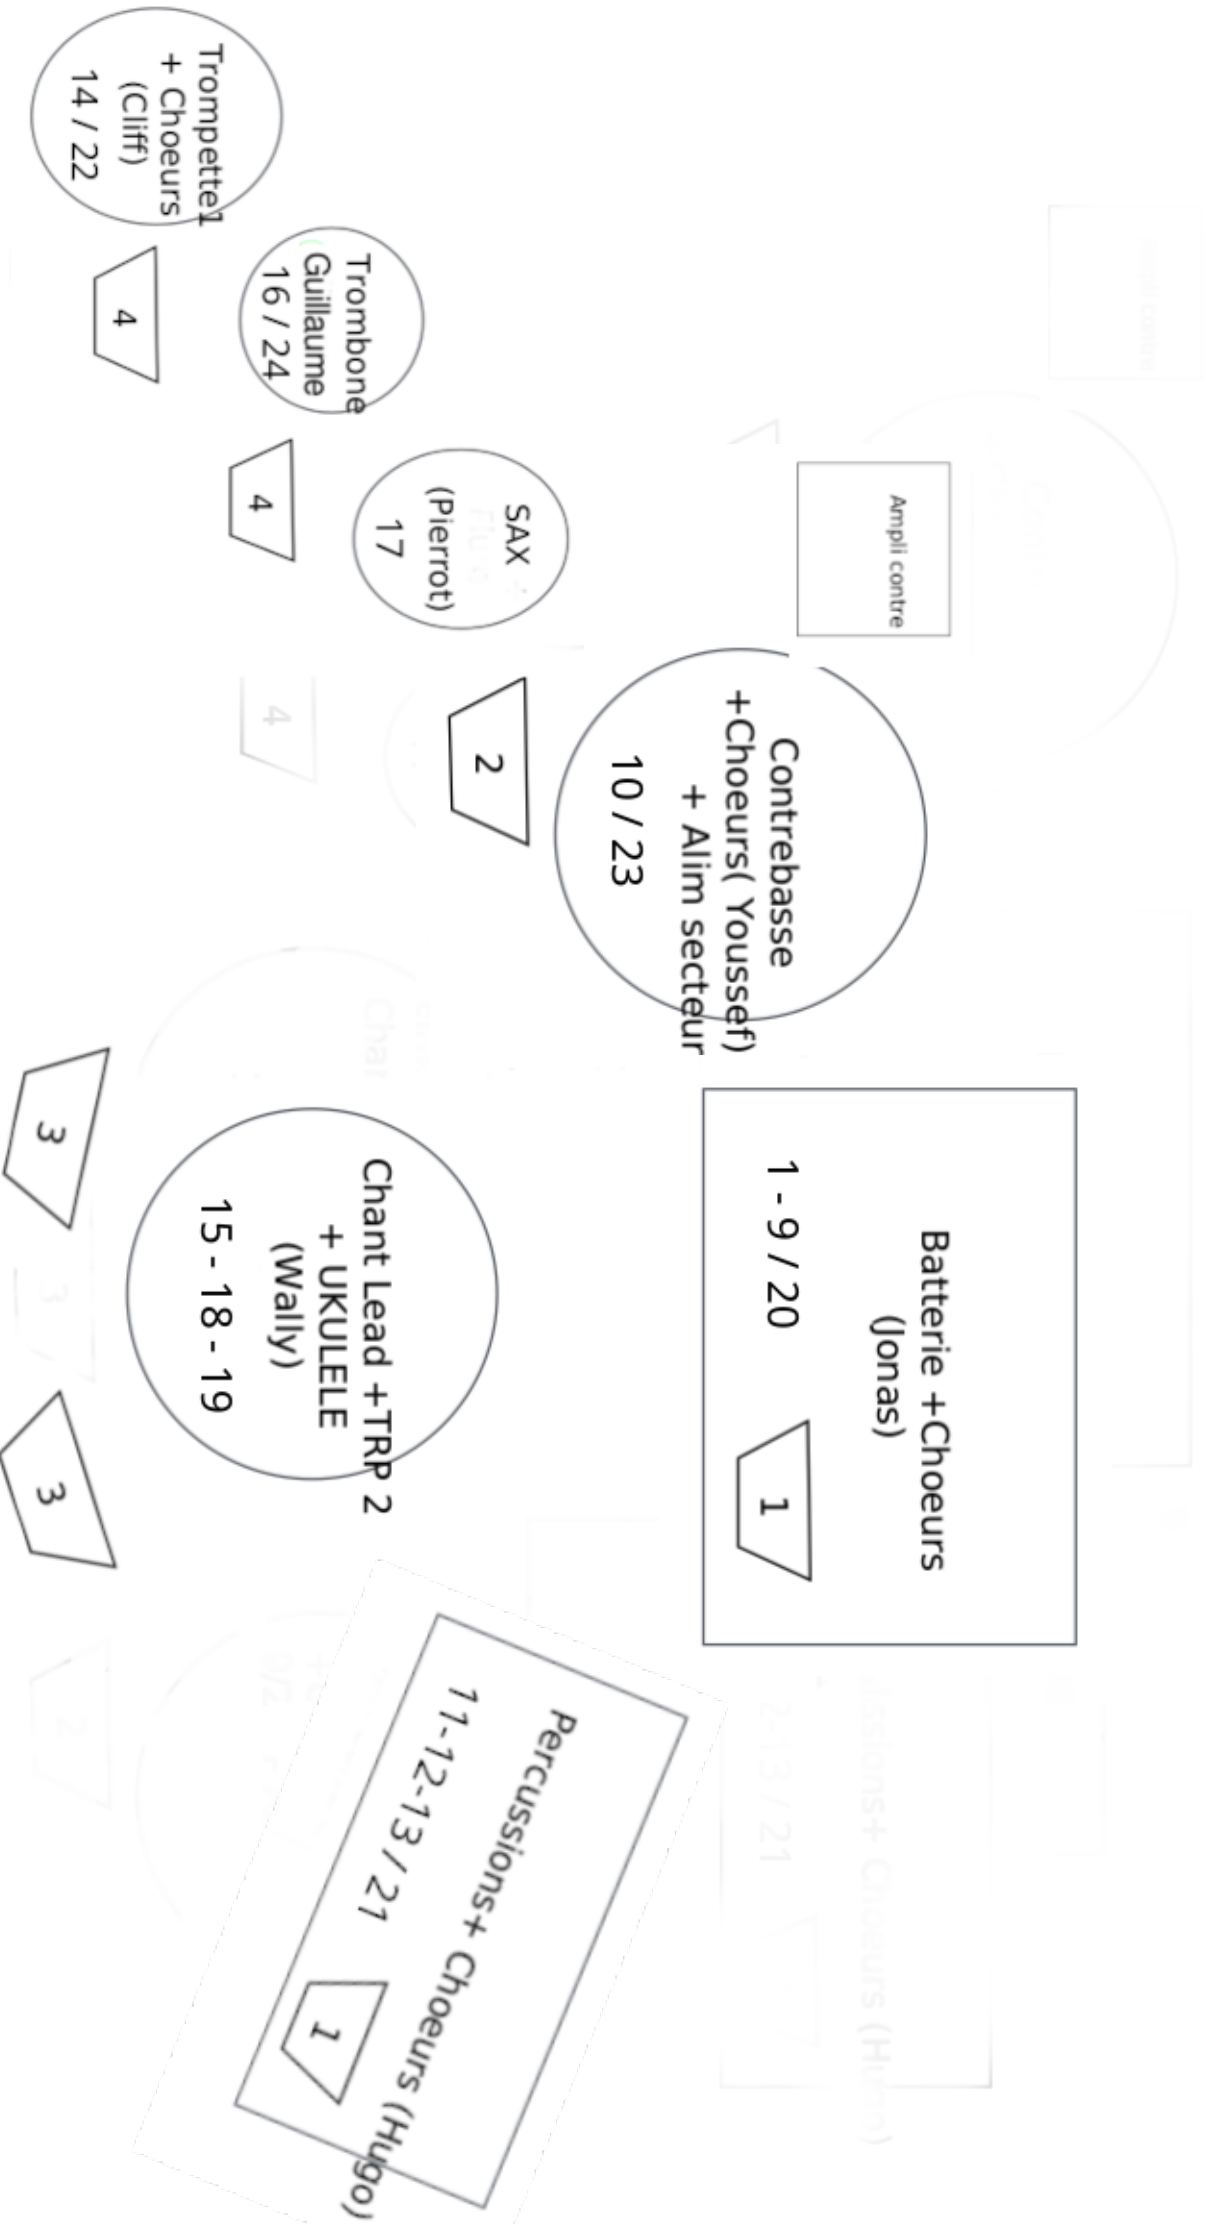 Trompette1
+ Choeurs
(Cliff)
14 / 22
4
Trombone
(Guillaume
16 / 24
4
SAX
(Pierrot)
17
Ampli contre
2
Contrebasse
+Choeurs( Youssef)
+ Alim secteur
10 / 23
4
3
Chant Lead +TRP 2
+ UKULELE
(Wally)
15 - 18 - 19
3
3
Batterie +Choeurs
(Jonas)
1 - 9 / 20
1
Percussions+ Choeurs (Hugo)
11-12-13 / 21
1